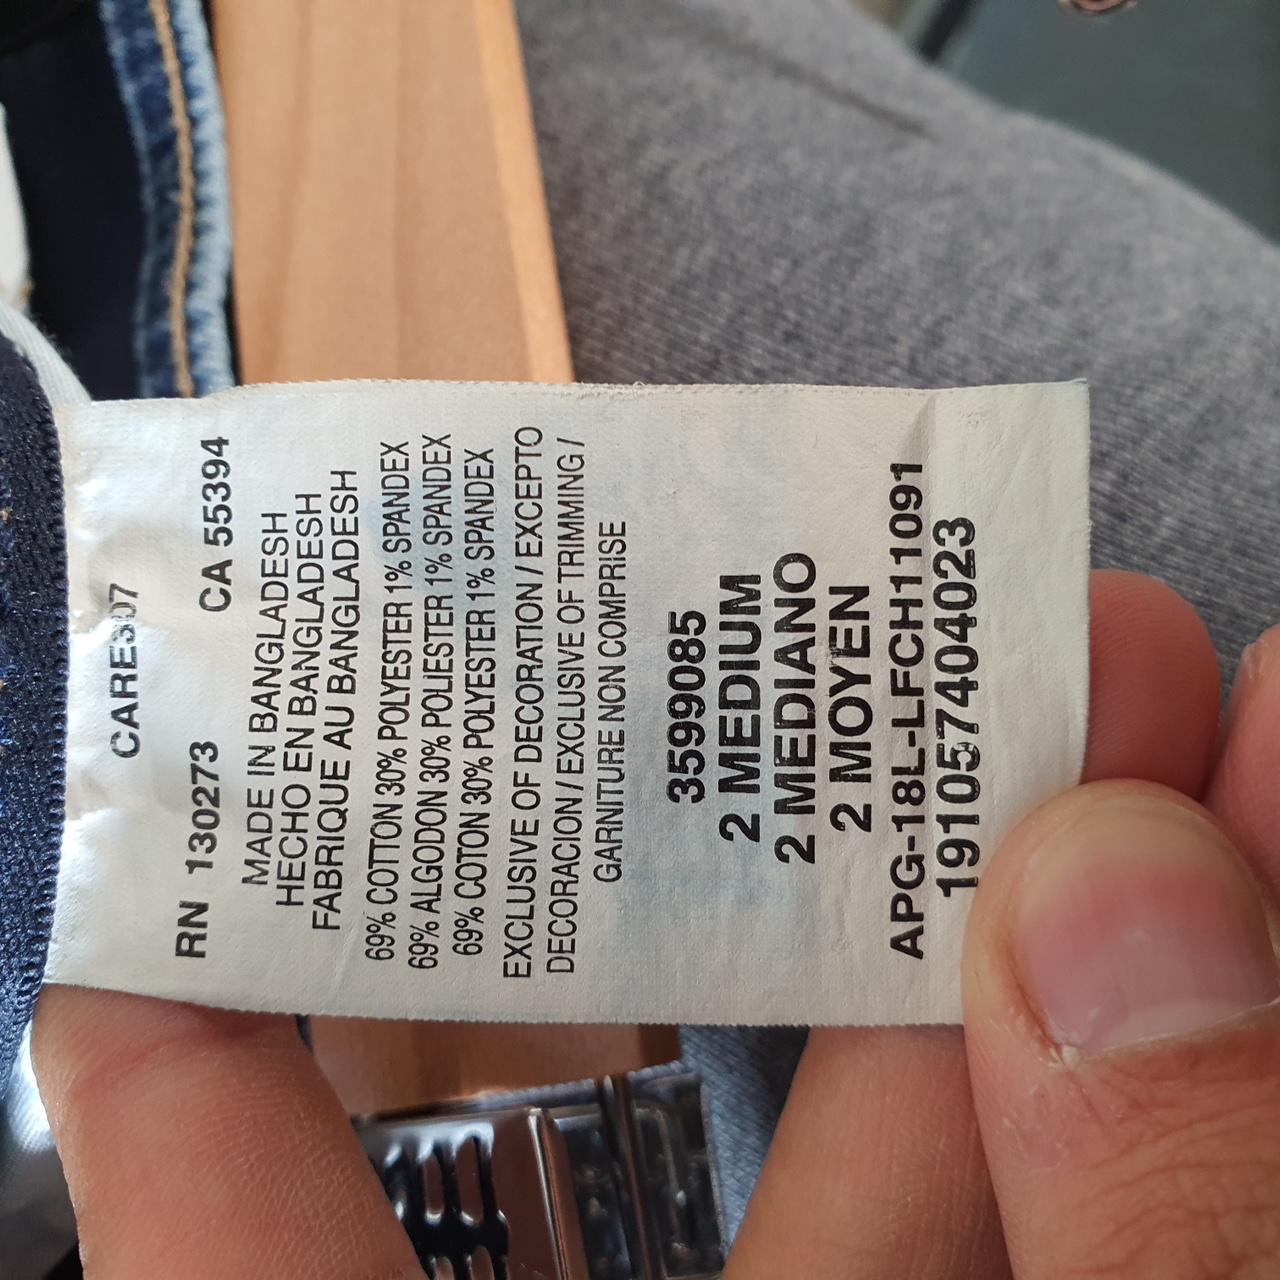 CARE307
RN 130273 CA 55394
MADE IN BANGLADESH
HECHO EN BANGLADESH
FABRIQUE AU BANGLADESH
69% COTTON 30% POLYESTER 1% SPANDEX
69% ALGODON 30% POLIESTER 1% SPANDEX
69% COTON 30% POLYESTER 1% SPANDEX
EXCLUSIVE OF DECORATION / EXCEPTO
DECORACION / EXCLUSIVE OF TRIMMING /
GARNITURE NON COMPRISE
3599085
2 MEDIUM
2 MEDIANO
2 MOYEN
APG-18L-LFCH11091
191057404023